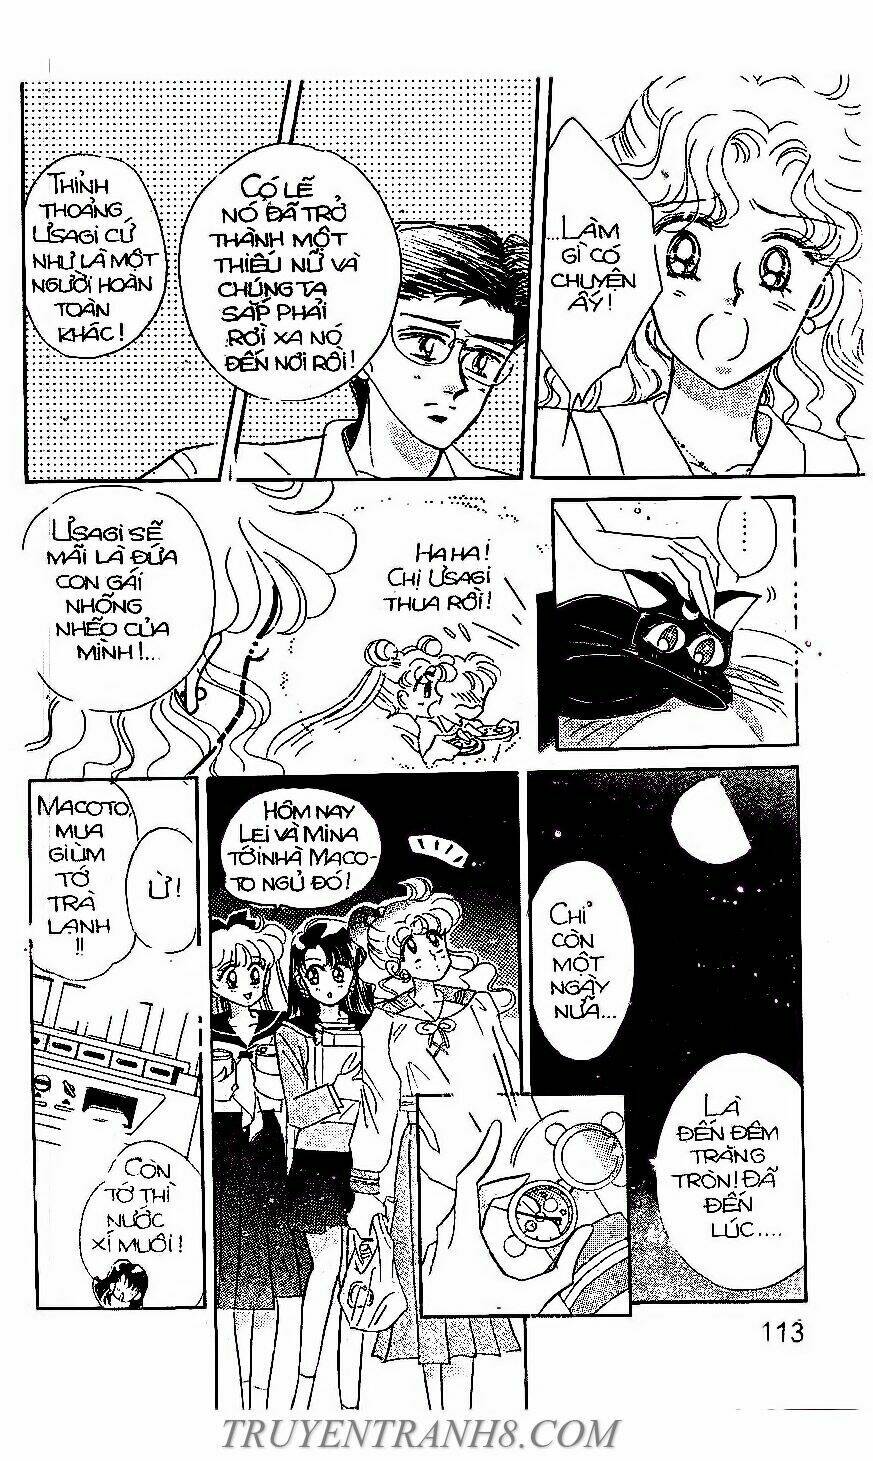 THỈNH
THOẢNG
USAGI CỨ
NHƯ LÀ MỘT
NGƯỜI HOÀN
TOÀN
KHÁC!
CÓ LẼ
NÓ ĐÃ TRỞ
THÀNH MỘT
THIẾU NỮ VÀ
CHÚNG TA
SẮP PHẢI
RỜI XA NÓ
ĐẾN NƠI RỒI!
...LÀM
GÌ CÓ
CHUYỆN
ẤY!
USAGI SẼ
MÃI LÀ ĐỨA
CON GÁI
NHÕNG
NHẼO CỦA
MÌNH!...
HA HA!
CHỊ USAGI
THUA RỒI!
......
MACOTO,
MUA
GIÙM
TỚ
TRÀ
LẠNH
!!
Ừ!
CÒN
TỚ THÌ
NƯỚC
XÍ MUỘI!
HÔM NAY
LEI VÀ MINA
TỚI NHÀ MACO-
TO NGỦ ĐÓ!
CHỈ
CÒN
MỘT
NGÀY
NỮA...
LÀ
ĐẾN ĐÊM
TRĂNG
TRÒN! ĐÃ
ĐẾN
LÚC....
113
TRUYENTRANH8.COM